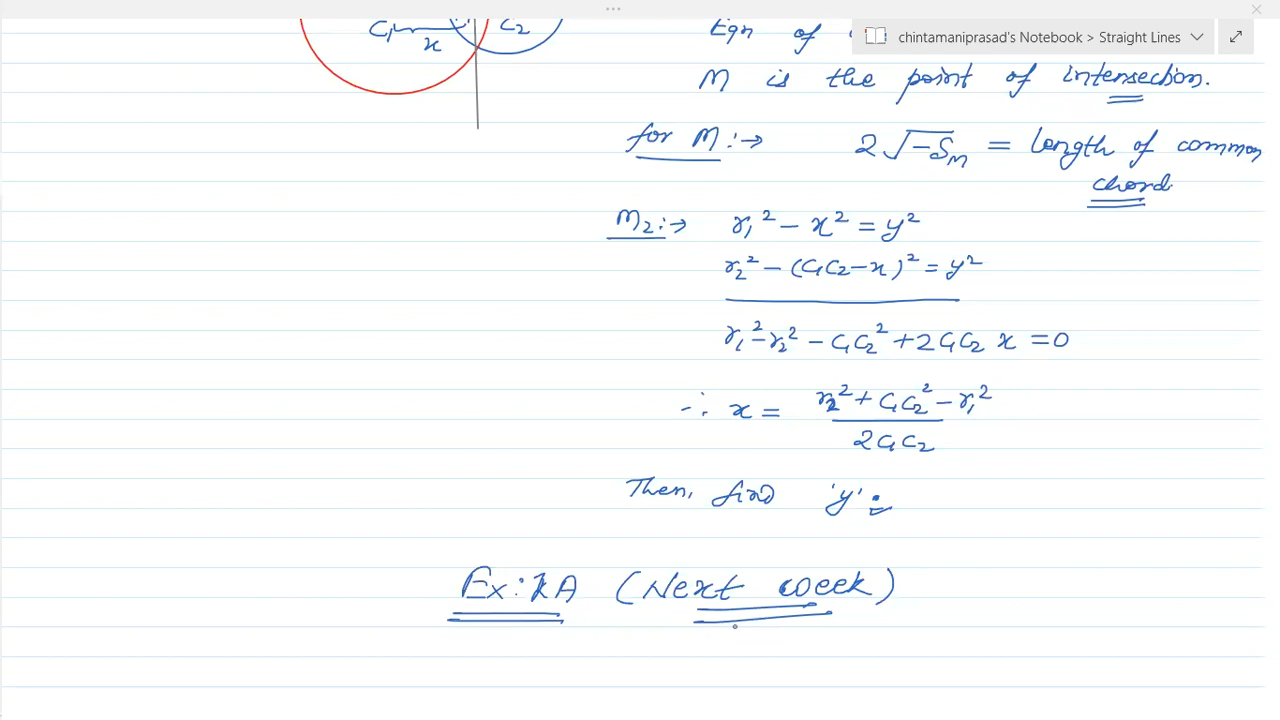 chintamaniprasad's Notebook > Straight Lines
C₁ x C₂
Eqn of
M is the point of intersection.
for M :→ 2√-S_M = length of common chord
M₂ :→ r₁² - x² = y²
r₂² - (C₁C₂-x)² = y²
r₁² - r₂² - C₁C₂² + 2C₁C₂ x = 0
∴ x = (r₂² + C₁C₂² - r₁²) / 2C₁C₂
Then, find 'y'.
Ex: A (Next week)